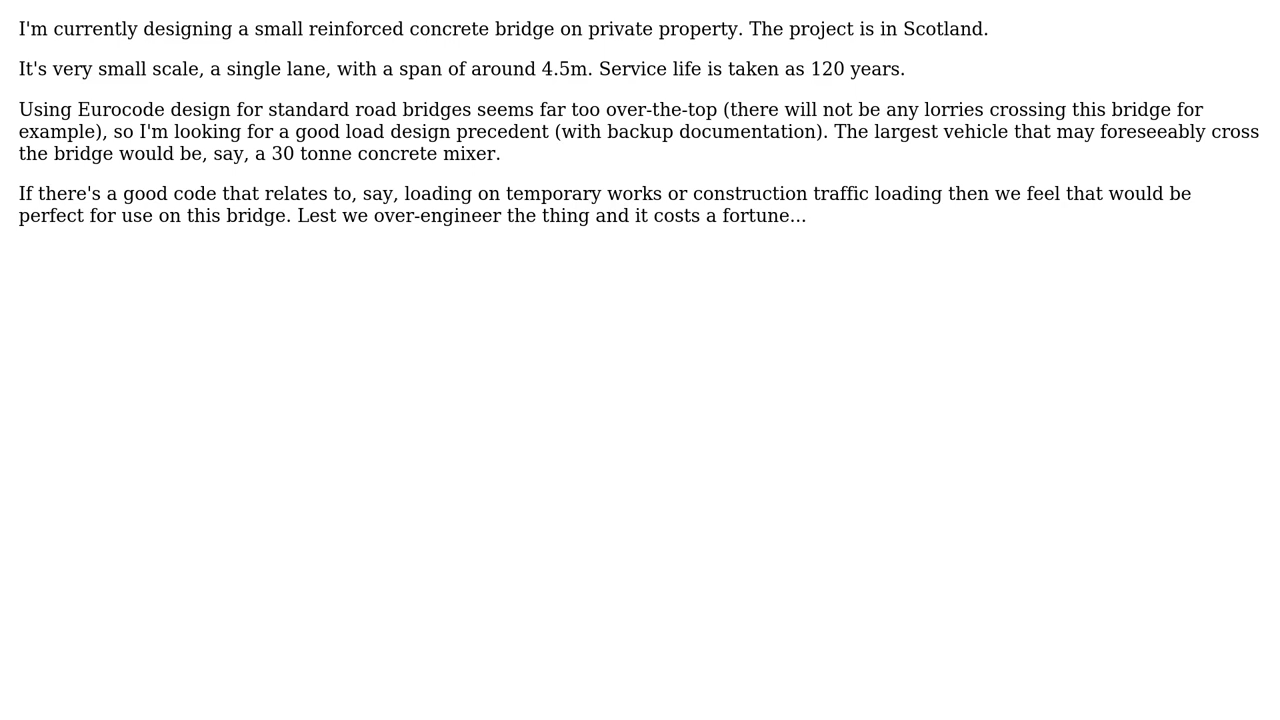 I'm currently designing a small reinforced concrete bridge on private property. The project is in Scotland.
It's very small scale, a single lane, with a span of around 4.5m. Service life is taken as 120 years.
Using Eurocode design for standard road bridges seems far too over-the-top (there will not be any lorries crossing this bridge for
example), so I'm looking for a good load design precedent (with backup documentation). The largest vehicle that may foreseeably cross
the bridge would be, say, a 30 tonne concrete mixer.
If there's a good code that relates to, say, loading on temporary works or construction traffic loading then we feel that would be
perfect for use on this bridge. Lest we over-engineer the thing and it costs a fortune...